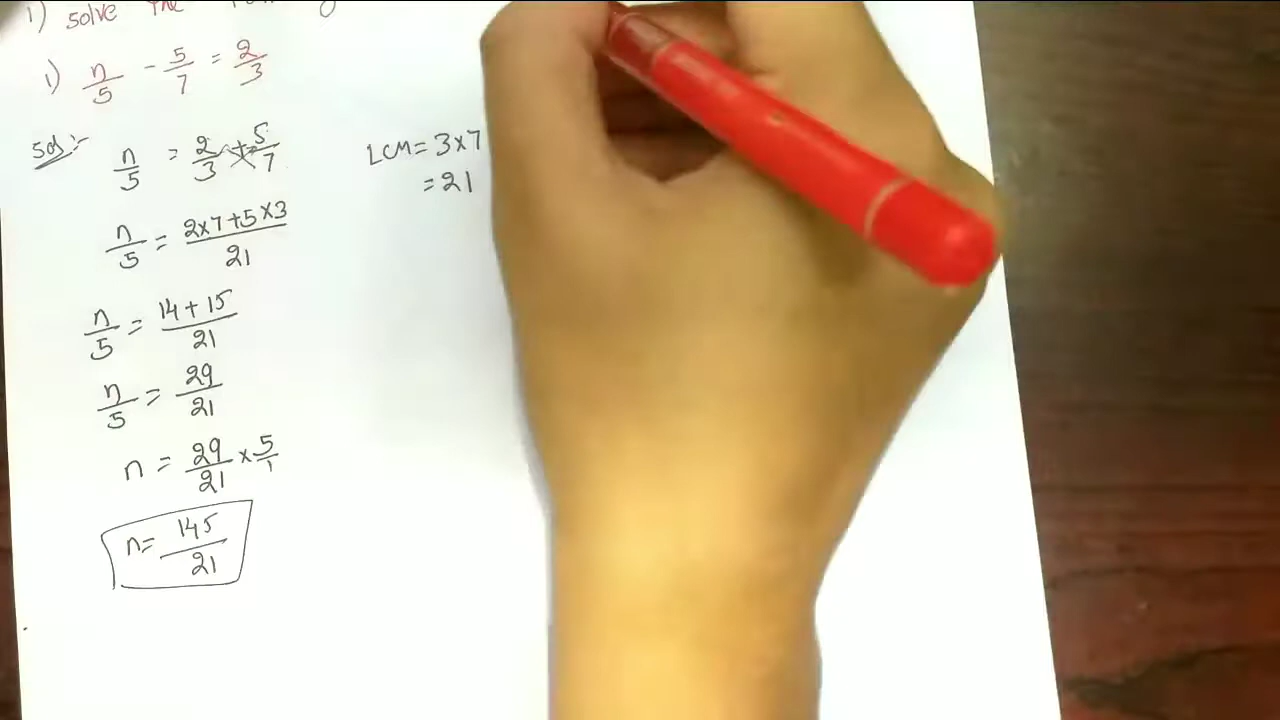 1) solve the
i) n/5 - 5/7 = 2/3
Sol:- n/5 = 2/3 + 5/7
LCM = 3x7
= 21
n/5 = 2x7+5x3/21
n/5 = 14+15/21
n/5 = 29/21
n = 29/21 x 5/1
n= 145/21